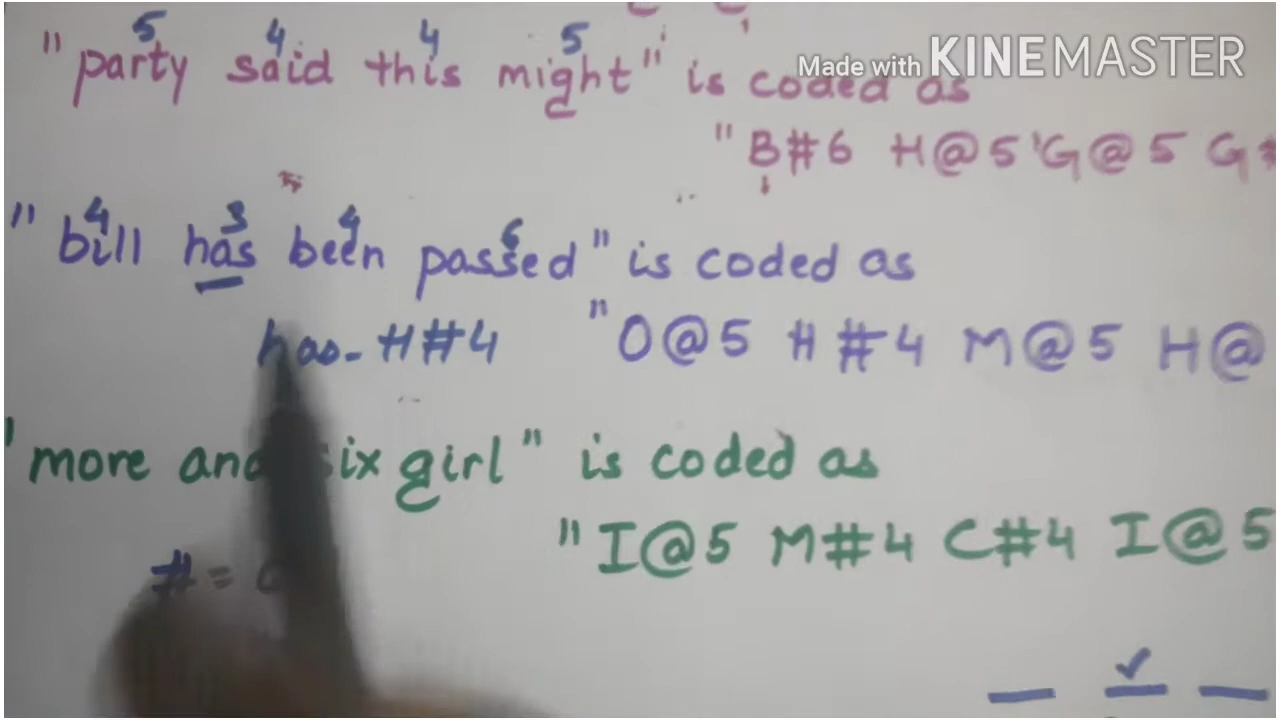 5 4 4 5
"party said this might" is coded as
Made with KINEMASTER
"B#6 H@5 G@5 G
4 3 4 6
"bill has been passed" is coded as
has- H#4 "O@5 H#4 M@5 H@
more and six girl" is coded as
"I@5 M#4 C#4 I@5
# =